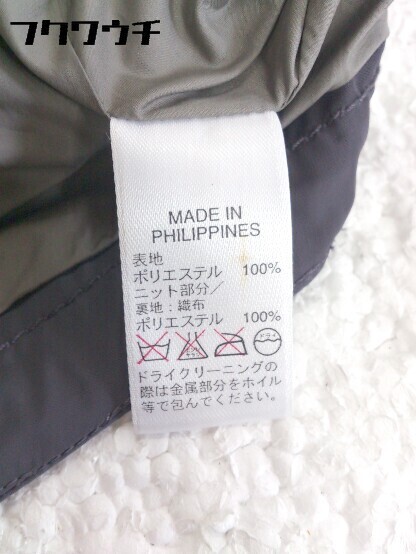 フクワウチ
MADE IN
PHILIPPINES
表地
ポリエステル 100%
ニット部分/
裏地:織布
ポリエステル 100%
ドライ
ドライクリーニングの
際は金属部分をホイル
等で包んでください。